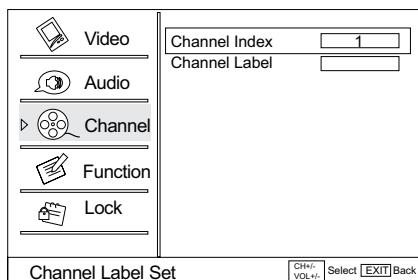 Video
Audio
Channel
Function
Lock
Channel Index 1
Channel Label
Channel Label Set
CH+/-
VOL+/- Select EXIT Back